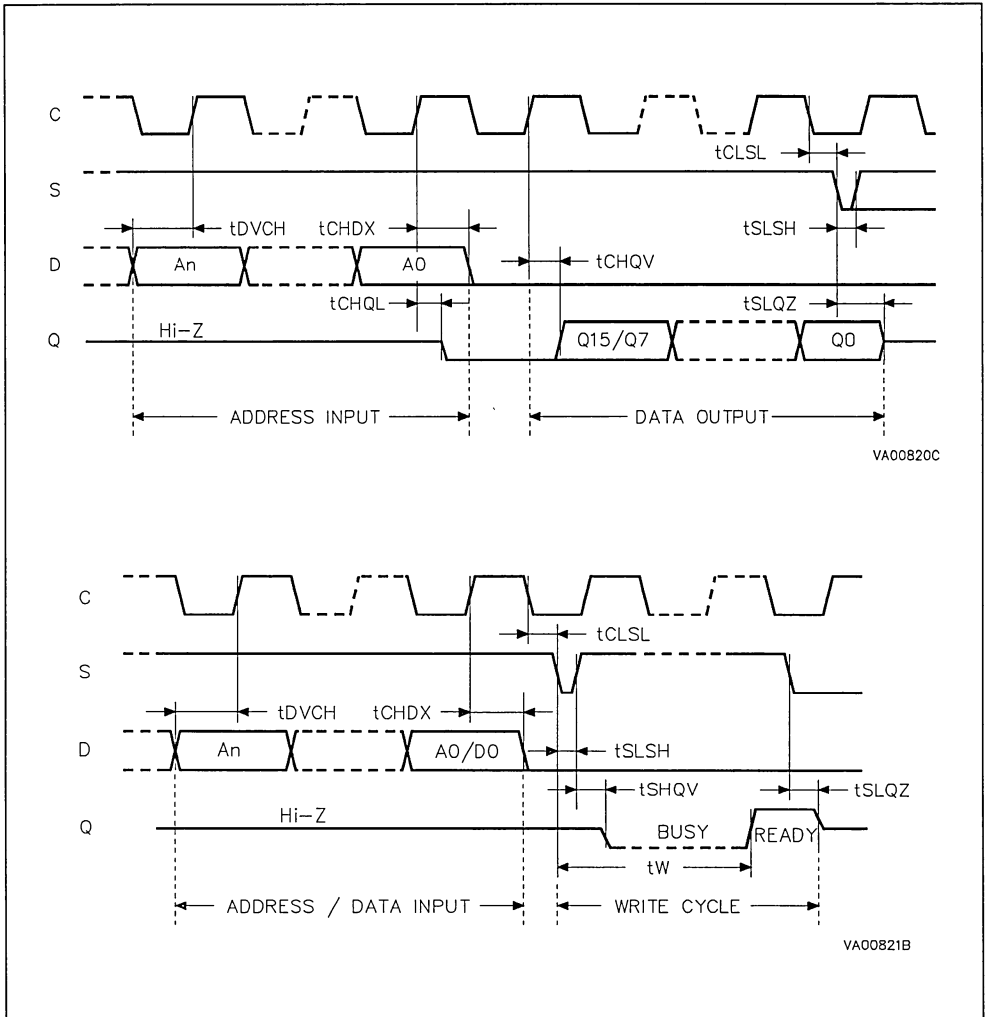 C
tCLSL
S
tDVCH
tCHDX
tSLSH
D
An
A0
tCHQV
tCHQL
tSLQZ
Q
Hi-Z
Q15/Q7
Q0
ADDRESS INPUT
DATA OUTPUT
VA00820C
C
tCLSL
S
tDVCH
tCHDX
D
An
A0/D0
tSLSH
tSHQV
tSLQZ
Q
Hi-Z
BUSY
READY
tW
ADDRESS / DATA INPUT
WRITE CYCLE
VA00821B